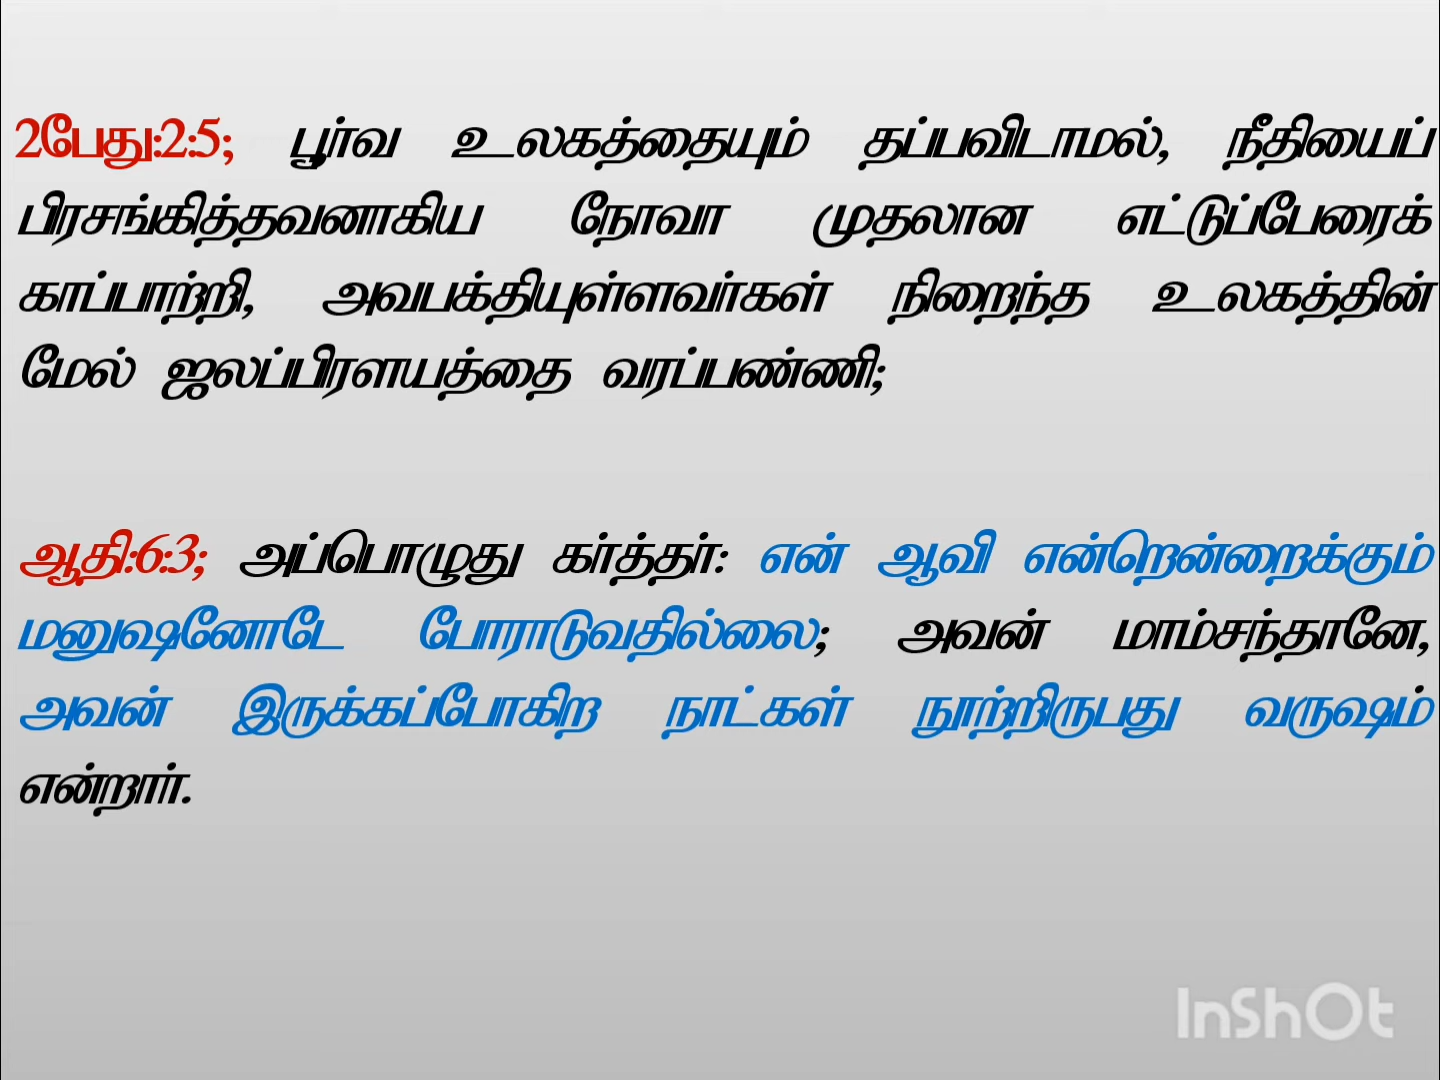 2பேது:2:5; பூர்வ உலகத்தையும் தப்பவிடாமல், நீதியைப்
பிரசங்கித்தவனாகிய நோவா முதலான எட்டுப்பேரைக்
காப்பாற்றி, அவபக்தியுள்ளவர்கள் நிறைந்த உலகத்தின்
மேல் ஜலப்பிரளயத்தை வரப்பண்ணி;
ஆதி:6:3; அப்பொழுது கர்த்தர்: என் ஆவி என்றென்றைக்கும்
மனுஷனோடே போராடுவதில்லை; அவன் மாம்சந்தானே,
அவன் இருக்கப்போகிற நாட்கள் நூற்றிருபது வருஷம்
என்றார்.
InShOt